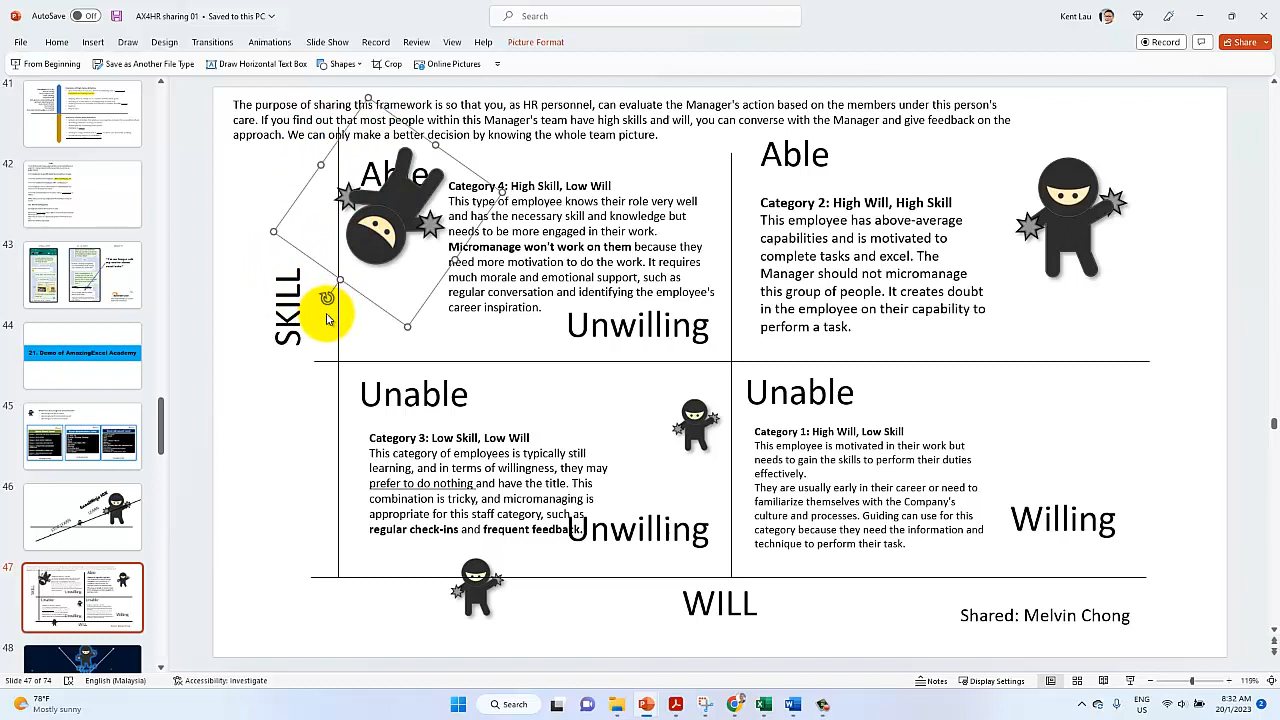 AutoSave
Off
AX4HR sharing 01 • Saved to this PC
Search
Kent Lau
File
Home
Insert
Draw
Design
Transitions
Animations
Slide Show
Record
Review
View
Help
Picture Format
Record
Share
From Beginning
Save as Another File Type
Draw Horizontal Text Box
Shapes
Crop
Online Pictures
41
42
43
44
21. Demo of AmazingExcel Academy
45
46
47
48
The purpose of sharing this framework is so that you, as HR personnel, can evaluate the Manager's action based on the members under this person's
care. If you find out that most people within this Manager's team have high skills and will, you can converse with the Manager and give feedback on the
approach. We can only make a better decision by knowing the whole team picture.
SKILL
Able
High Skill, Low Will
This type of employee knows their role very well
and has the necessary skill and knowledge but
needs to be more engaged in their work.
Micromanage won't work on them because they
need more motivation to do the work. It requires
much morale and emotional support, such as
regular conversation and identifying the employee's
career inspiration.
Unwilling
Able
Category 2: High Will, High Skill
This employee has above-average
capabilities and is motivated to
complete tasks and excel. The
Manager should not micromanage
this group of people. It creates doubt
in the employee on their capability to
perform a task.
Unable
Category 3: Low Skill, Low Will
This category of employees is typically still
learning, and in terms of willingness, they may
prefer to do nothing and have the title. This
combination is tricky, and micromanaging is
appropriate for this staff category, such as
regular check-ins and frequent feedback.
Unwilling
Unable
Category 1: High Will, Low Skill
This employee is motivated in their work but
needs to gain the skills to perform their duties
effectively.
They are usually early in their career or need to
familiarize themselves with the Company's
culture and processes. Guiding can use for this
category because they need the information and
technique to perform their task.
Willing
WILL
Shared: Melvin Chong
Slide 47 of 74
English (Malaysia)
Accessibility: Investigate
Notes
Display Settings
119%
78°F
Mostly sunny
Search
ENG
US
8:32 AM
20/1/2023
2